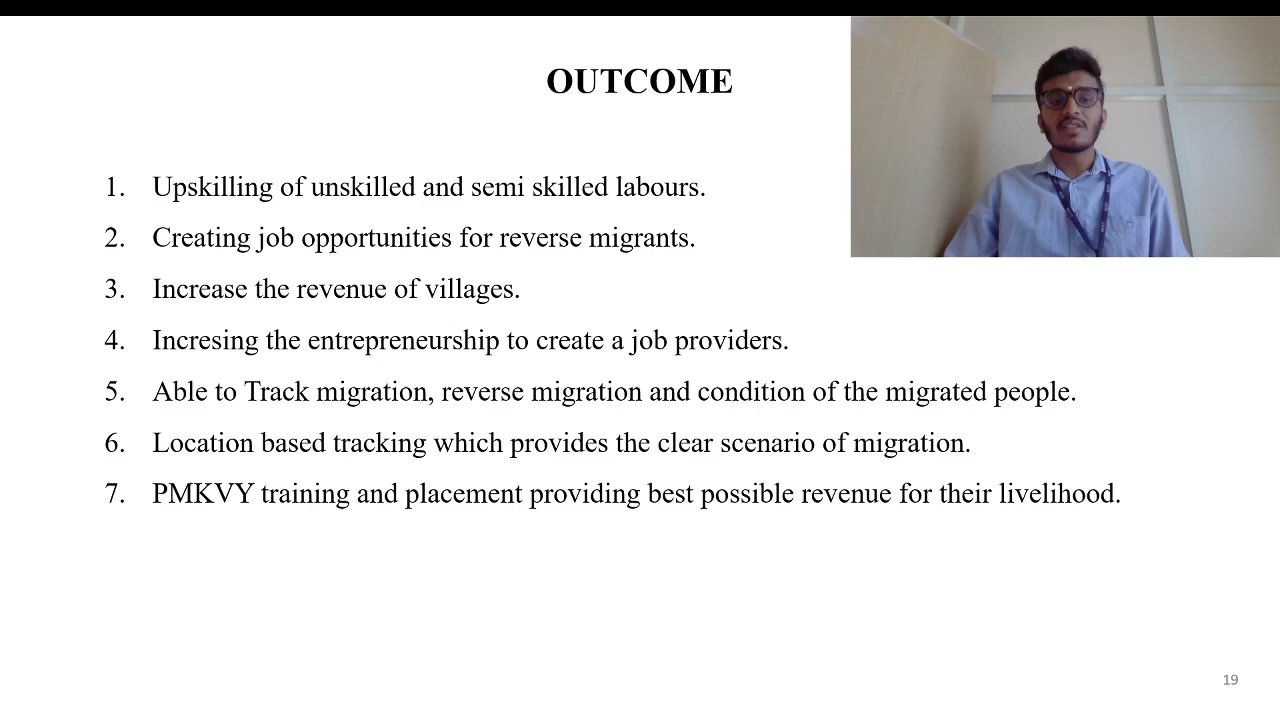 OUTCOME
1. Upskilling of unskilled and semi skilled labours.
2. Creating job opportunities for reverse migrants.
3. Increase the revenue of villages.
4. Incresing the entrepreneurship to create a job providers.
5. Able to Track migration, reverse migration and condition of the migrated people.
6. Location based tracking which provides the clear scenario of migration.
7. PMKVY training and placement providing best possible revenue for their livelihood.
19